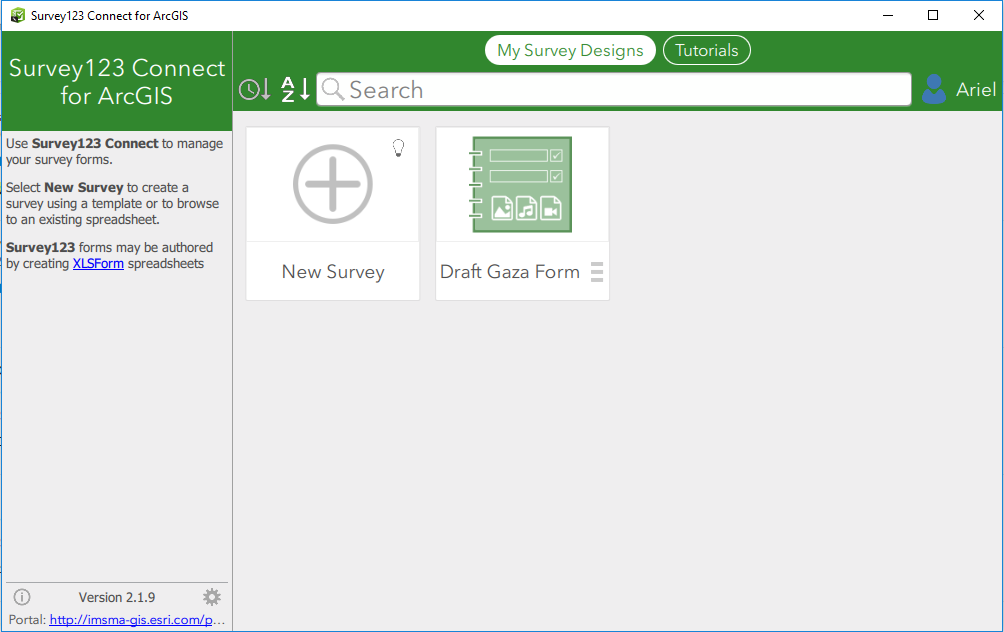 Survey123 Connect for ArcGIS
Survey123 Connect
for ArcGIS
My Survey Designs
Tutorials
A
Z
Search
Ariel
Use Survey123 Connect to manage
your survey forms.
Select New Survey to create a
survey using a template or to browse
to an existing spreadsheet.
Survey123 forms may be authored
by creating XLSForm spreadsheets
New Survey
Draft Gaza Form
Version 2.1.9
Portal: http://imsma-gis.esri.com/p...